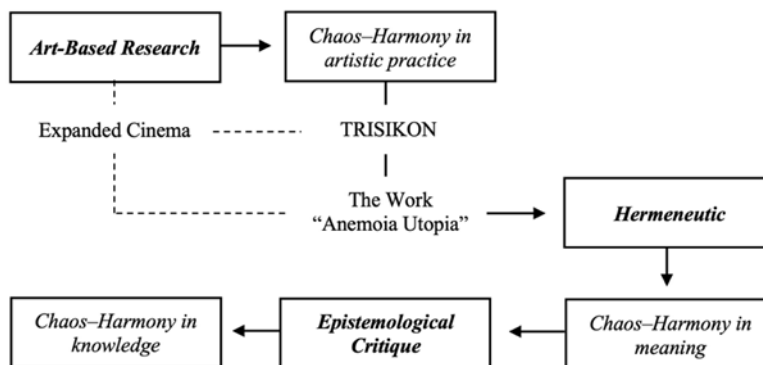 Art-Based Research
Chaos–Harmony in
artistic practice
Expanded Cinema
TRISIKON
The Work
“Anemoia Utopia”
Hermeneutic
Chaos–Harmony in
knowledge
Epistemological
Critique
Chaos–Harmony in
meaning